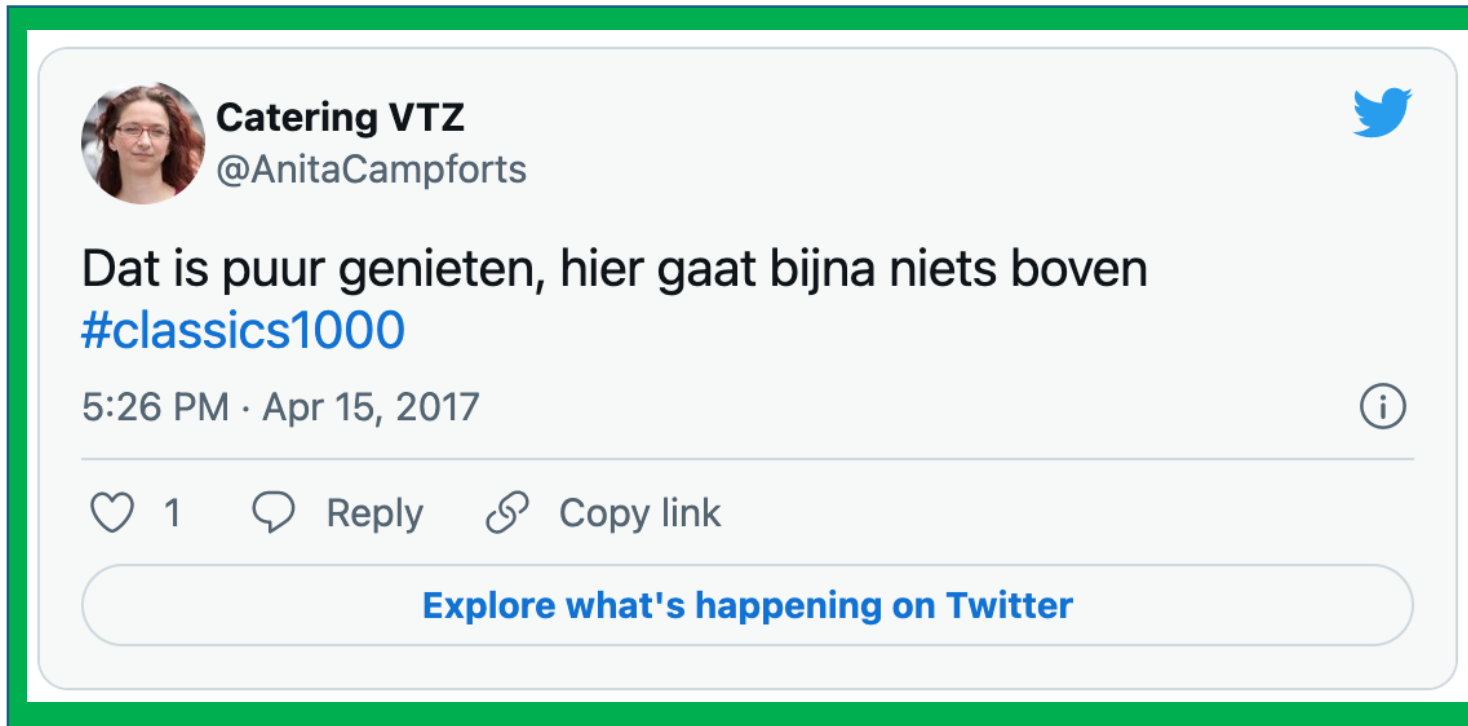 Catering VTZ
@AnitaCampforts
Dat is puur genieten, hier gaat bijna niets boven
#classics1000
5:26 PM · Apr 15, 2017
1 Reply Copy link
Explore what's happening on Twitter